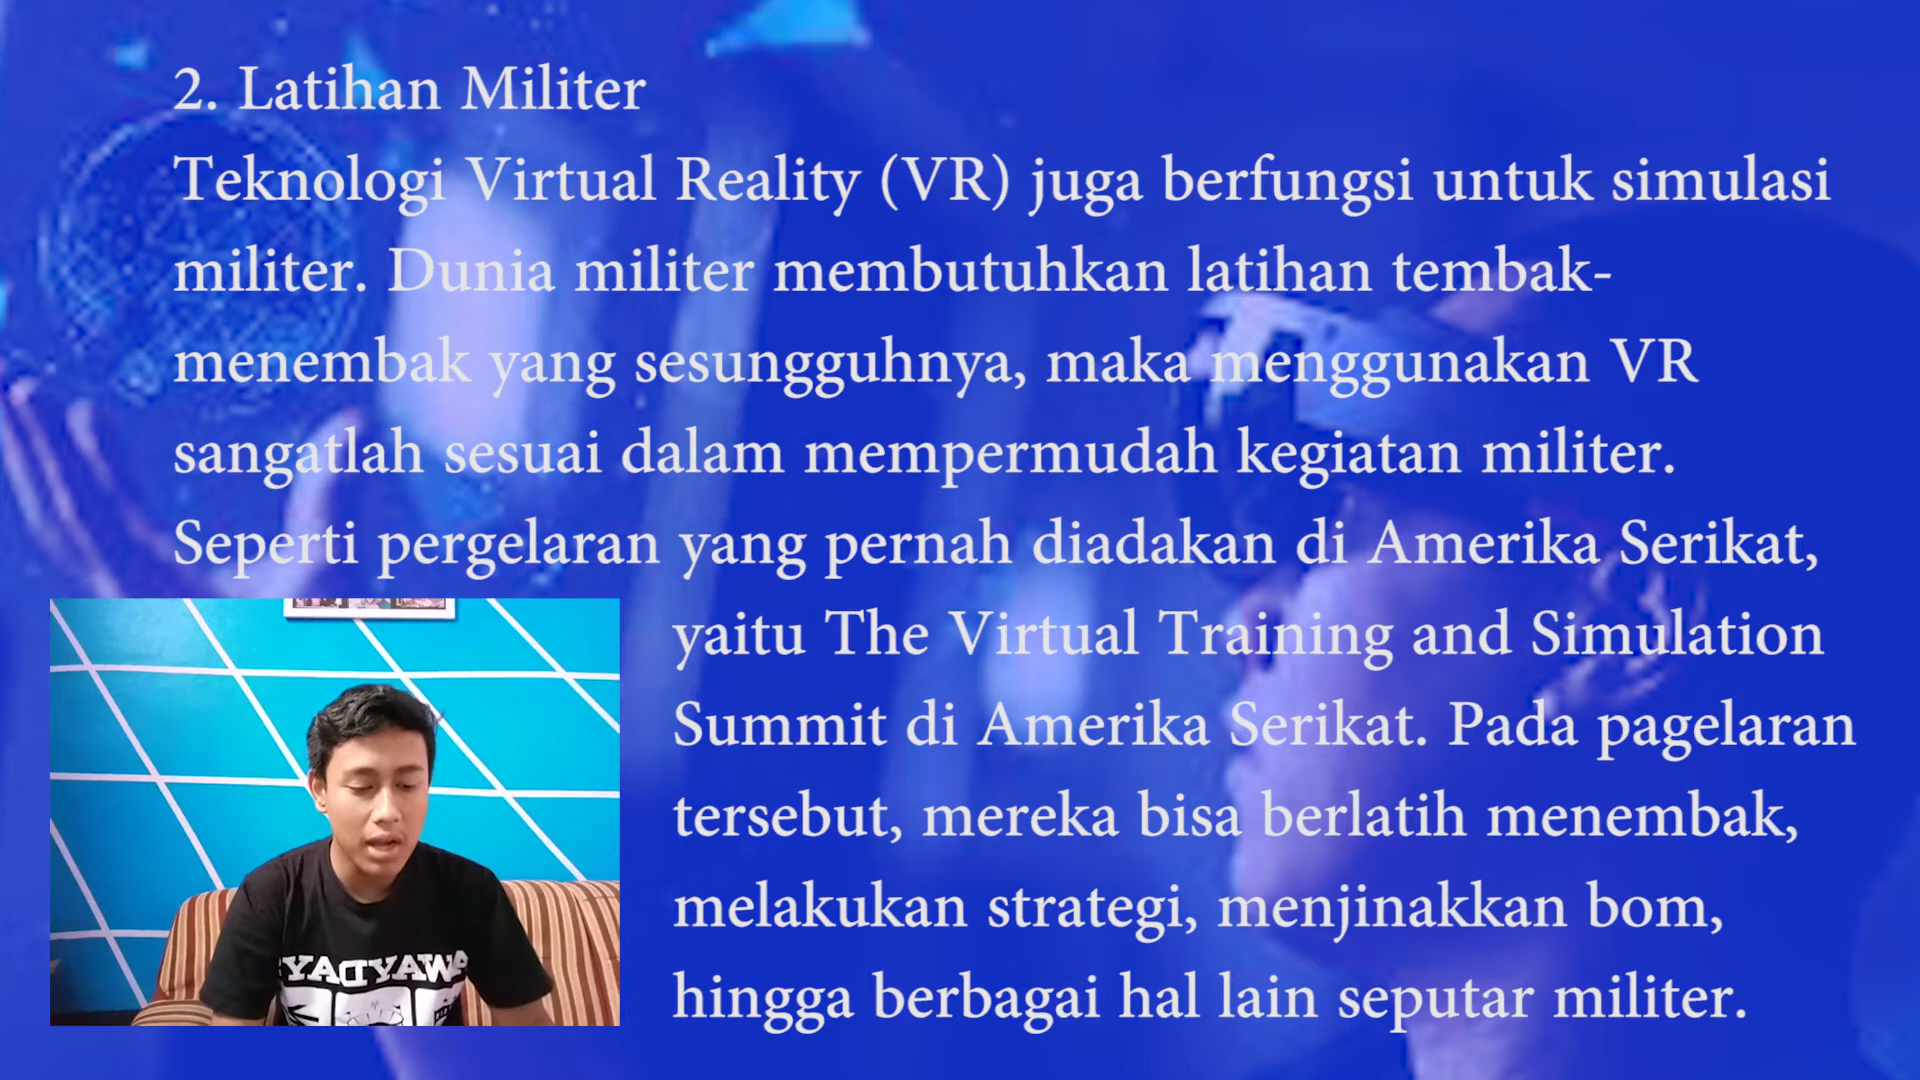 2. Latihan Militer
Teknologi Virtual Reality (VR) juga berfungsi untuk simulasi
militer. Dunia militer membutuhkan latihan tembak-
menembak yang sesungguhnya, maka menggunakan VR
sangatlah sesuai dalam mempermudah kegiatan militer.
Seperti pergelaran yang pernah diadakan di Amerika Serikat,
yaitu The Virtual Training and Simulation
Summit di Amerika Serikat. Pada pagelaran
tersebut, mereka bisa berlatih menembak,
melakukan strategi, menjinakkan bom,
hingga berbagai hal lain seputar militer.